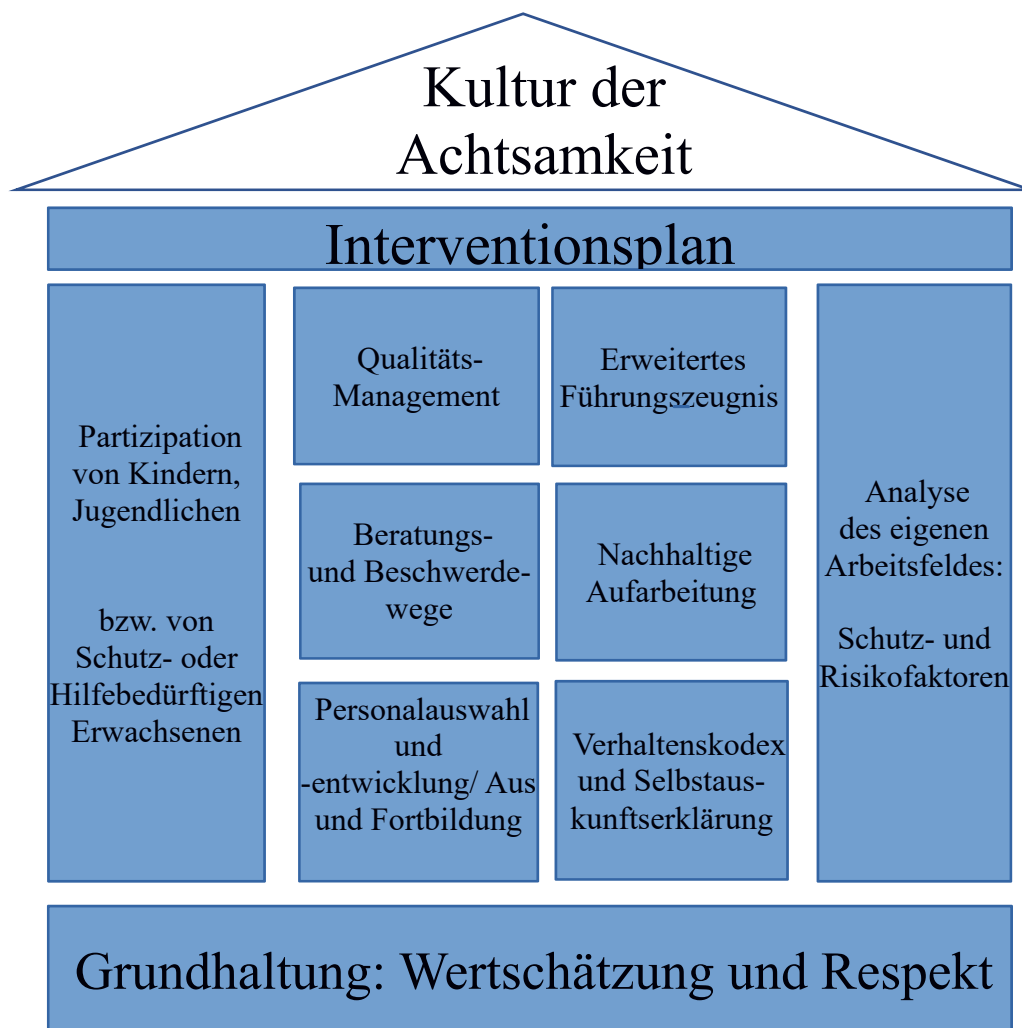 Kultur der
Achtsamkeit
Interventionsplan
Partizipation
von Kindern,
Jugendlichen
bzw. von
Schutz- oder
Hilfebedürftigen
Erwachsenen
Qualitäts-
Management
Erweitertes
Führungszeugnis
Beratungs-
und Beschwerde-
wege
Nachhaltige
Aufarbeitung
Personalauswahl
und
-entwicklung/ Aus
und Fortbildung
Verhaltenskodex
und Selbstaus-
kunftserklärung
Analyse
des eigenen
Arbeitsfeldes:
Schutz- und
Risikofaktoren
Grundhaltung: Wertschätzung und Respekt